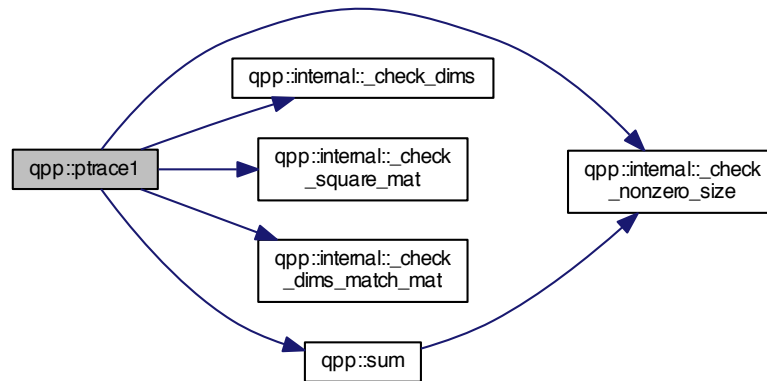 qpp::internal::_check_dims
qpp::ptrace1
qpp::internal::_check
_square_mat
qpp::internal::_check
_nonzero_size
qpp::internal::_check
_dims_match_mat
qpp::sum